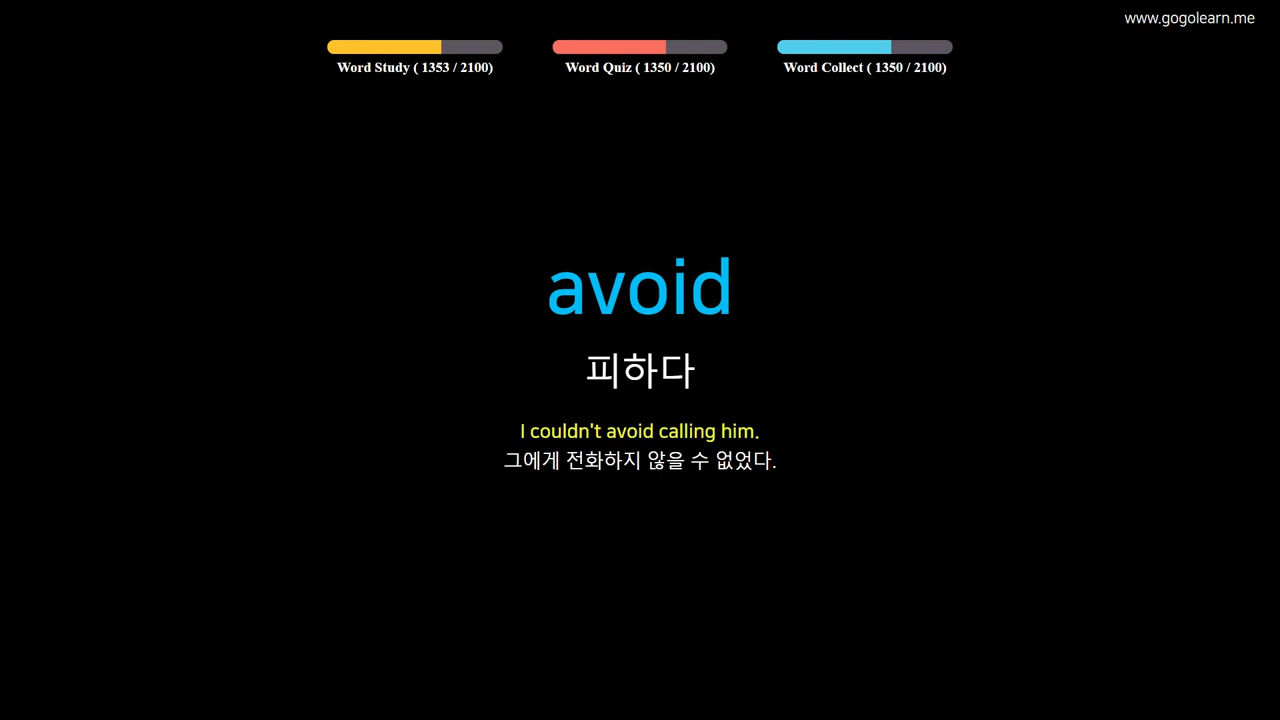 www.gogolearn.me
Word Study ( 1353 / 2100)
Word Quiz ( 1350 / 2100)
Word Collect ( 1350 / 2100)
avoid
피하다
I couldn't avoid calling him.
그에게 전화하지 않을 수 없었다.